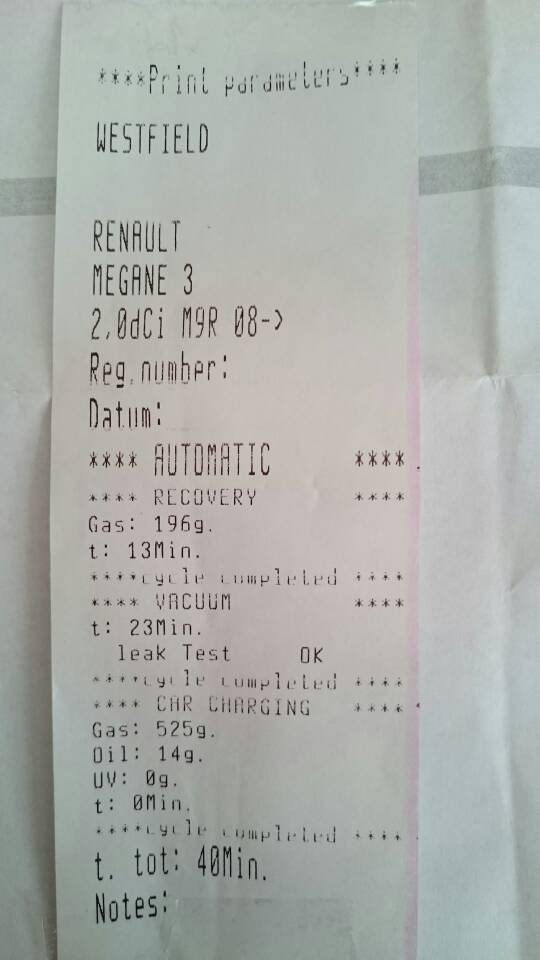 ****Print parameters****
WESTFIELD
RENAULT
MEGANE 3
2,0dCi M9R 08->
Reg.number:
Datum:
**** AUTOMATIC ****
**** RECOVERY ****
Gas: 196g.
t: 13Min.
****cycle completed ****
**** VACUUM ****
t: 23Min.
leak Test OK
****cycle completed ****
**** CAR CHARGING ****
Gas: 525g.
Oil: 14g.
UV: 0g.
t: 0Min.
****cycle completed ****
t. tot: 40Min.
Notes: